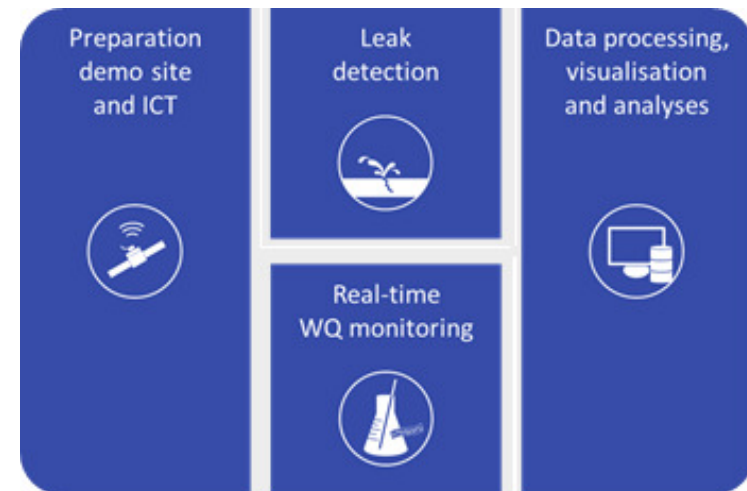 Preparation
demo site
and ICT
Leak
detection
Real-time
WQ monitoring
Data processing,
visualisation
and analyses